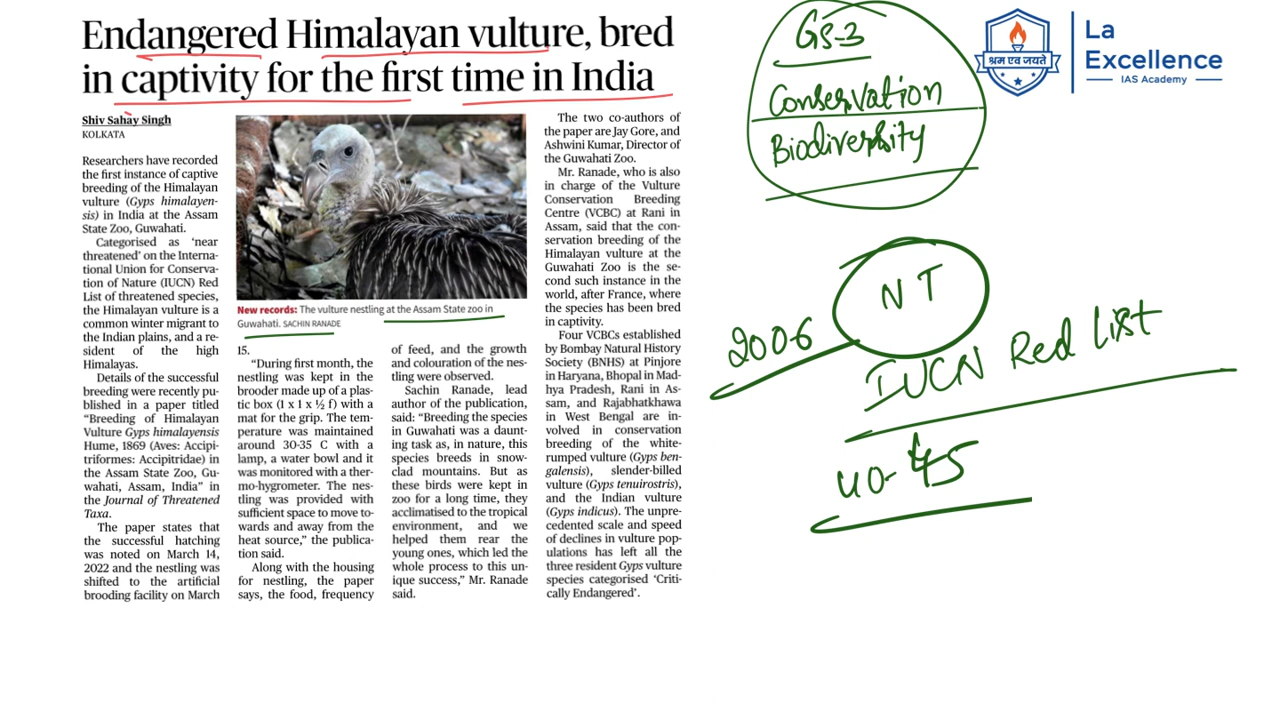 Endangered Himalayan vulture, bred
in captivity for the first time in India
Shiv Sahay Singh
KOLKATA
Researchers have recorded
the first instance of captive
breeding of the Himalayan
vulture (Gyps himalayen-
sis) in India at the Assam
State Zoo, Guwahati.
Categorised as ‘near
threatened’ on the Interna-
tional Union for Conserva-
tion of Nature (IUCN) Red
List of threatened species,
the Himalayan vulture is a
common winter migrant to
the Indian plains, and a re-
sident of the high
Himalayas.
Details of the successful
breeding were recently pu-
blished in a paper titled
“Breeding of Himalayan
Vulture Gyps himalayensis
Hume, 1869 (Aves: Accipi-
triformes: Accipitridae) in
the Assam State Zoo, Gu-
wahati, Assam, India” in
the Journal of Threatened
Taxa.
The paper states that
the successful hatching
was noted on March 14,
2022 and the nestling was
shifted to the artificial
brooding facility on March
New records: The vulture nestling at the Assam State zoo in
Guwahati. SACHIN RANADE
15.
“During first month, the
nestling was kept in the
brooder made up of a plas-
tic box (1 x 1 x ½ f) with a
mat for the grip. The tem-
perature was maintained
around 30-35 C with a
lamp, a water bowl and it
was monitored with a ther-
mo-hygrometer. The nes-
tling was provided with
sufficient space to move to-
wards and away from the
heat source,” the publica-
tion said.
Along with the housing
for nestling, the paper
says, the food, frequency
of feed, and the growth
and colouration of the nes-
tling were observed.
Sachin Ranade, lead
author of the publication,
said: “Breeding the species
in Guwahati was a daunt-
ing task as, in nature, this
species breeds in snow-
clad mountains. But as
these birds were kept in
zoo for a long time, they
acclimatised to the tropical
environment, and we
helped them rear the
young ones, which led the
whole process to this un-
ique success,” Mr. Ranade
said.
The two co-authors of
the paper are Jay Gore, and
Ashwini Kumar, Director of
the Guwahati Zoo.
Mr. Ranade, who is also
in charge of the Vulture
Conservation Breeding
Centre (VCBC) at Rani in
Assam, said that the con-
servation breeding of the
Himalayan vulture at the
Guwahati Zoo is the se-
cond such instance in the
world, after France, where
the species has been bred
in captivity.
Four VCBCs established
by Bombay Natural History
Society (BNHS) at Pinjore
in Haryana, Bhopal in Mad-
hya Pradesh, Rani in As-
sam, and Rajabhatkhawa
in West Bengal are in-
volved in conservation
breeding of the white-
rumped vulture (Gyps ben-
galensis), slender-billed
vulture (Gyps tenuirostris),
and the Indian vulture
(Gyps indicus). The unpre-
cedented scale and speed
of declines in vulture pop-
ulations has left all the
three resident Gyps vulture
species categorised ‘Criti-
cally Endangered’.
GS-3
Conservation
Biodiversity
श्रम एव जयते
La
Excellence
IAS Academy
NT
2006
IUCN Red List
40-45